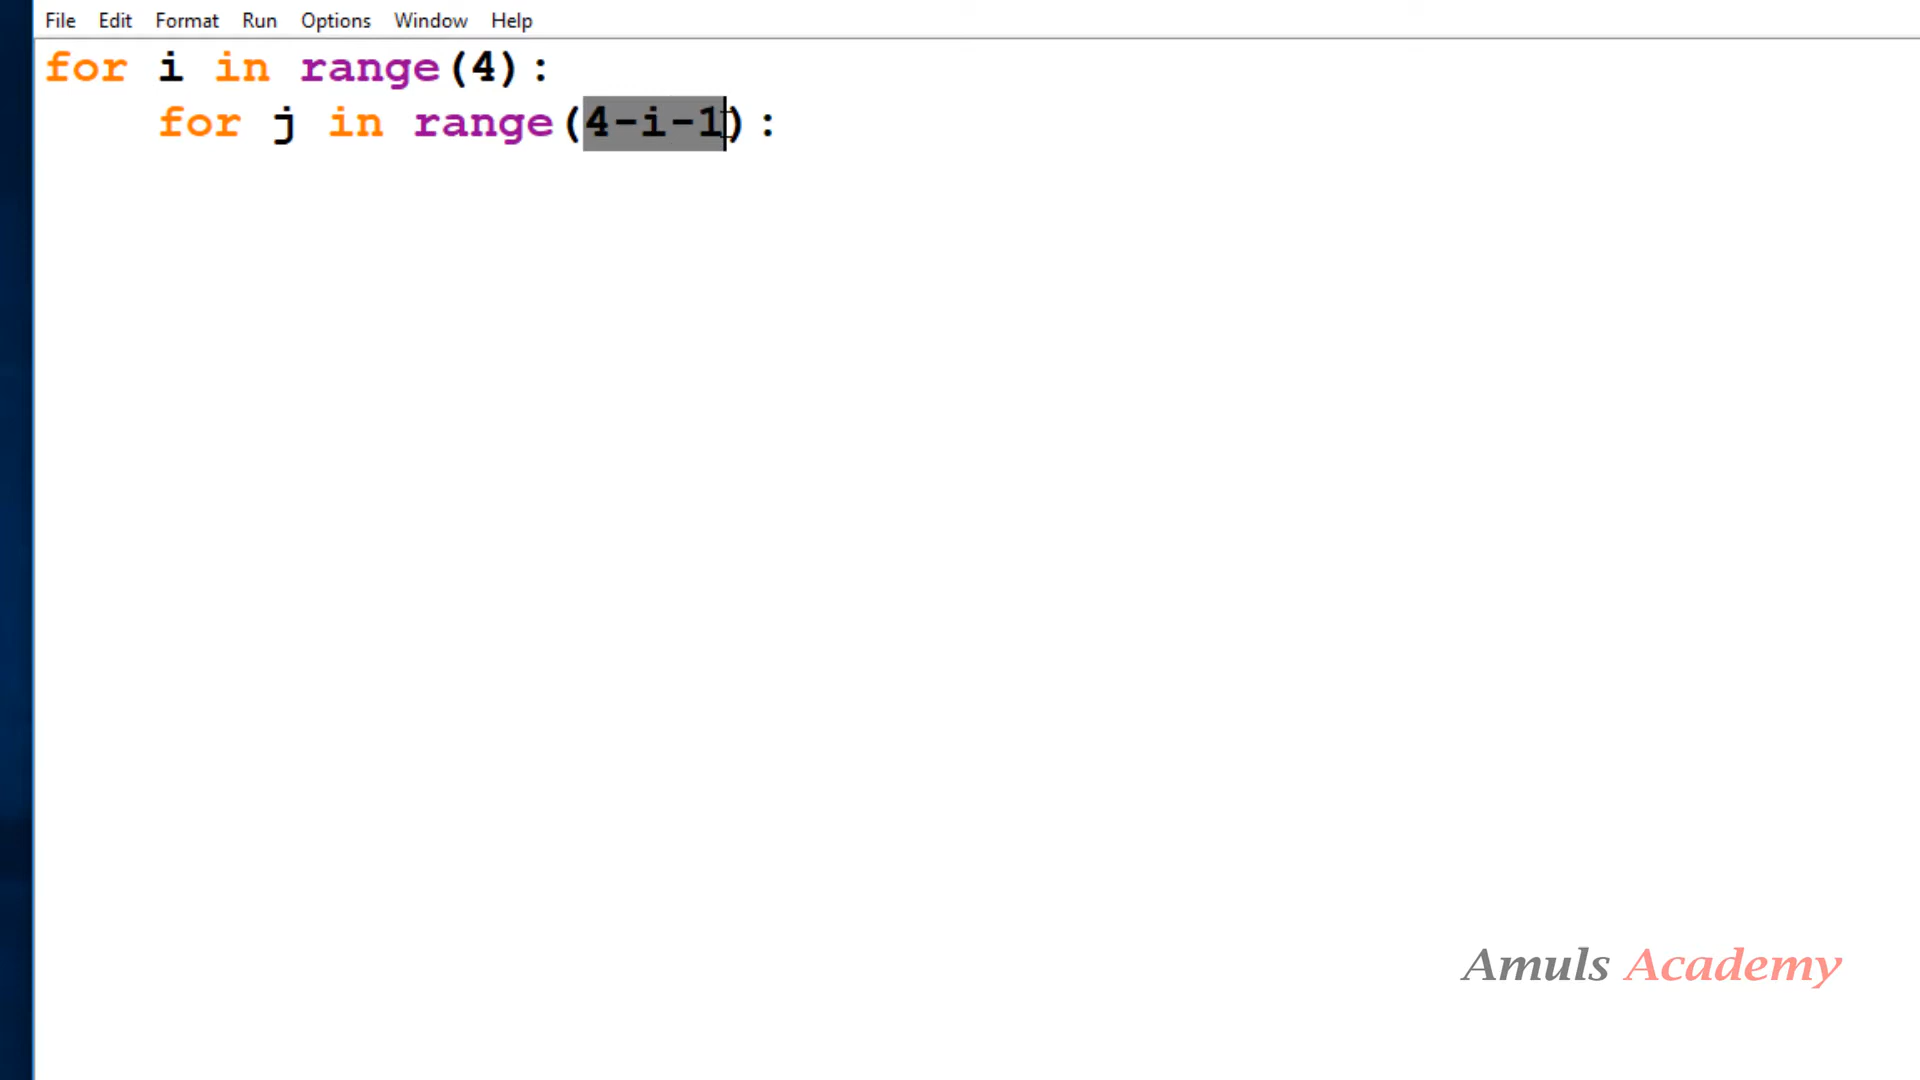 File Edit Format Run Options Window Help
for i in range(4):
    for j in range(4-i-1):
Amuls Academy